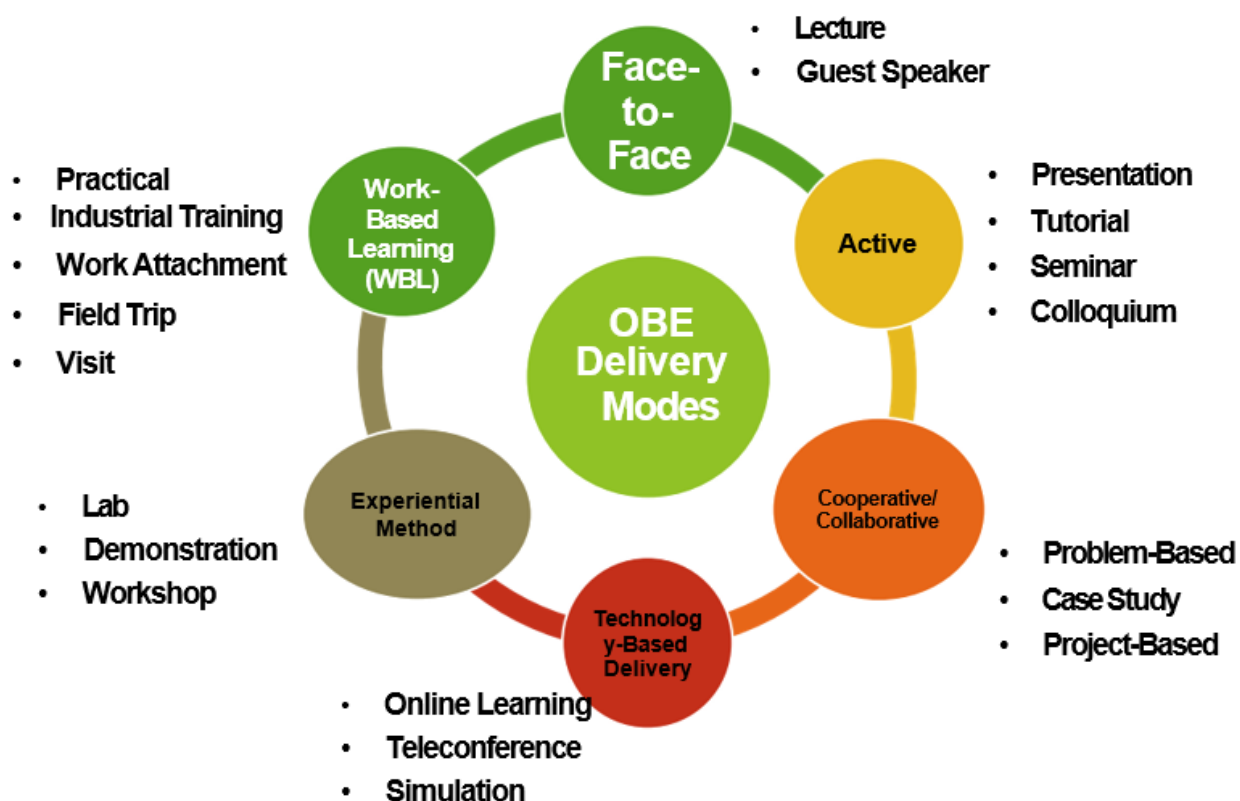 Face-
to-
Face
• Lecture
• Guest Speaker
Active
• Presentation
• Tutorial
• Seminar
• Colloquium
Cooperative/
Collaborative
• Problem-Based
• Case Study
• Project-Based
Technolog
y-Based
Delivery
• Online Learning
• Teleconference
• Simulation
Experiential
Method
• Lab
• Demonstration
• Workshop
Work-
Based
Learning
(WBL)
• Practical
• Industrial Training
• Work Attachment
• Field Trip
• Visit
OBE
Delivery
Modes